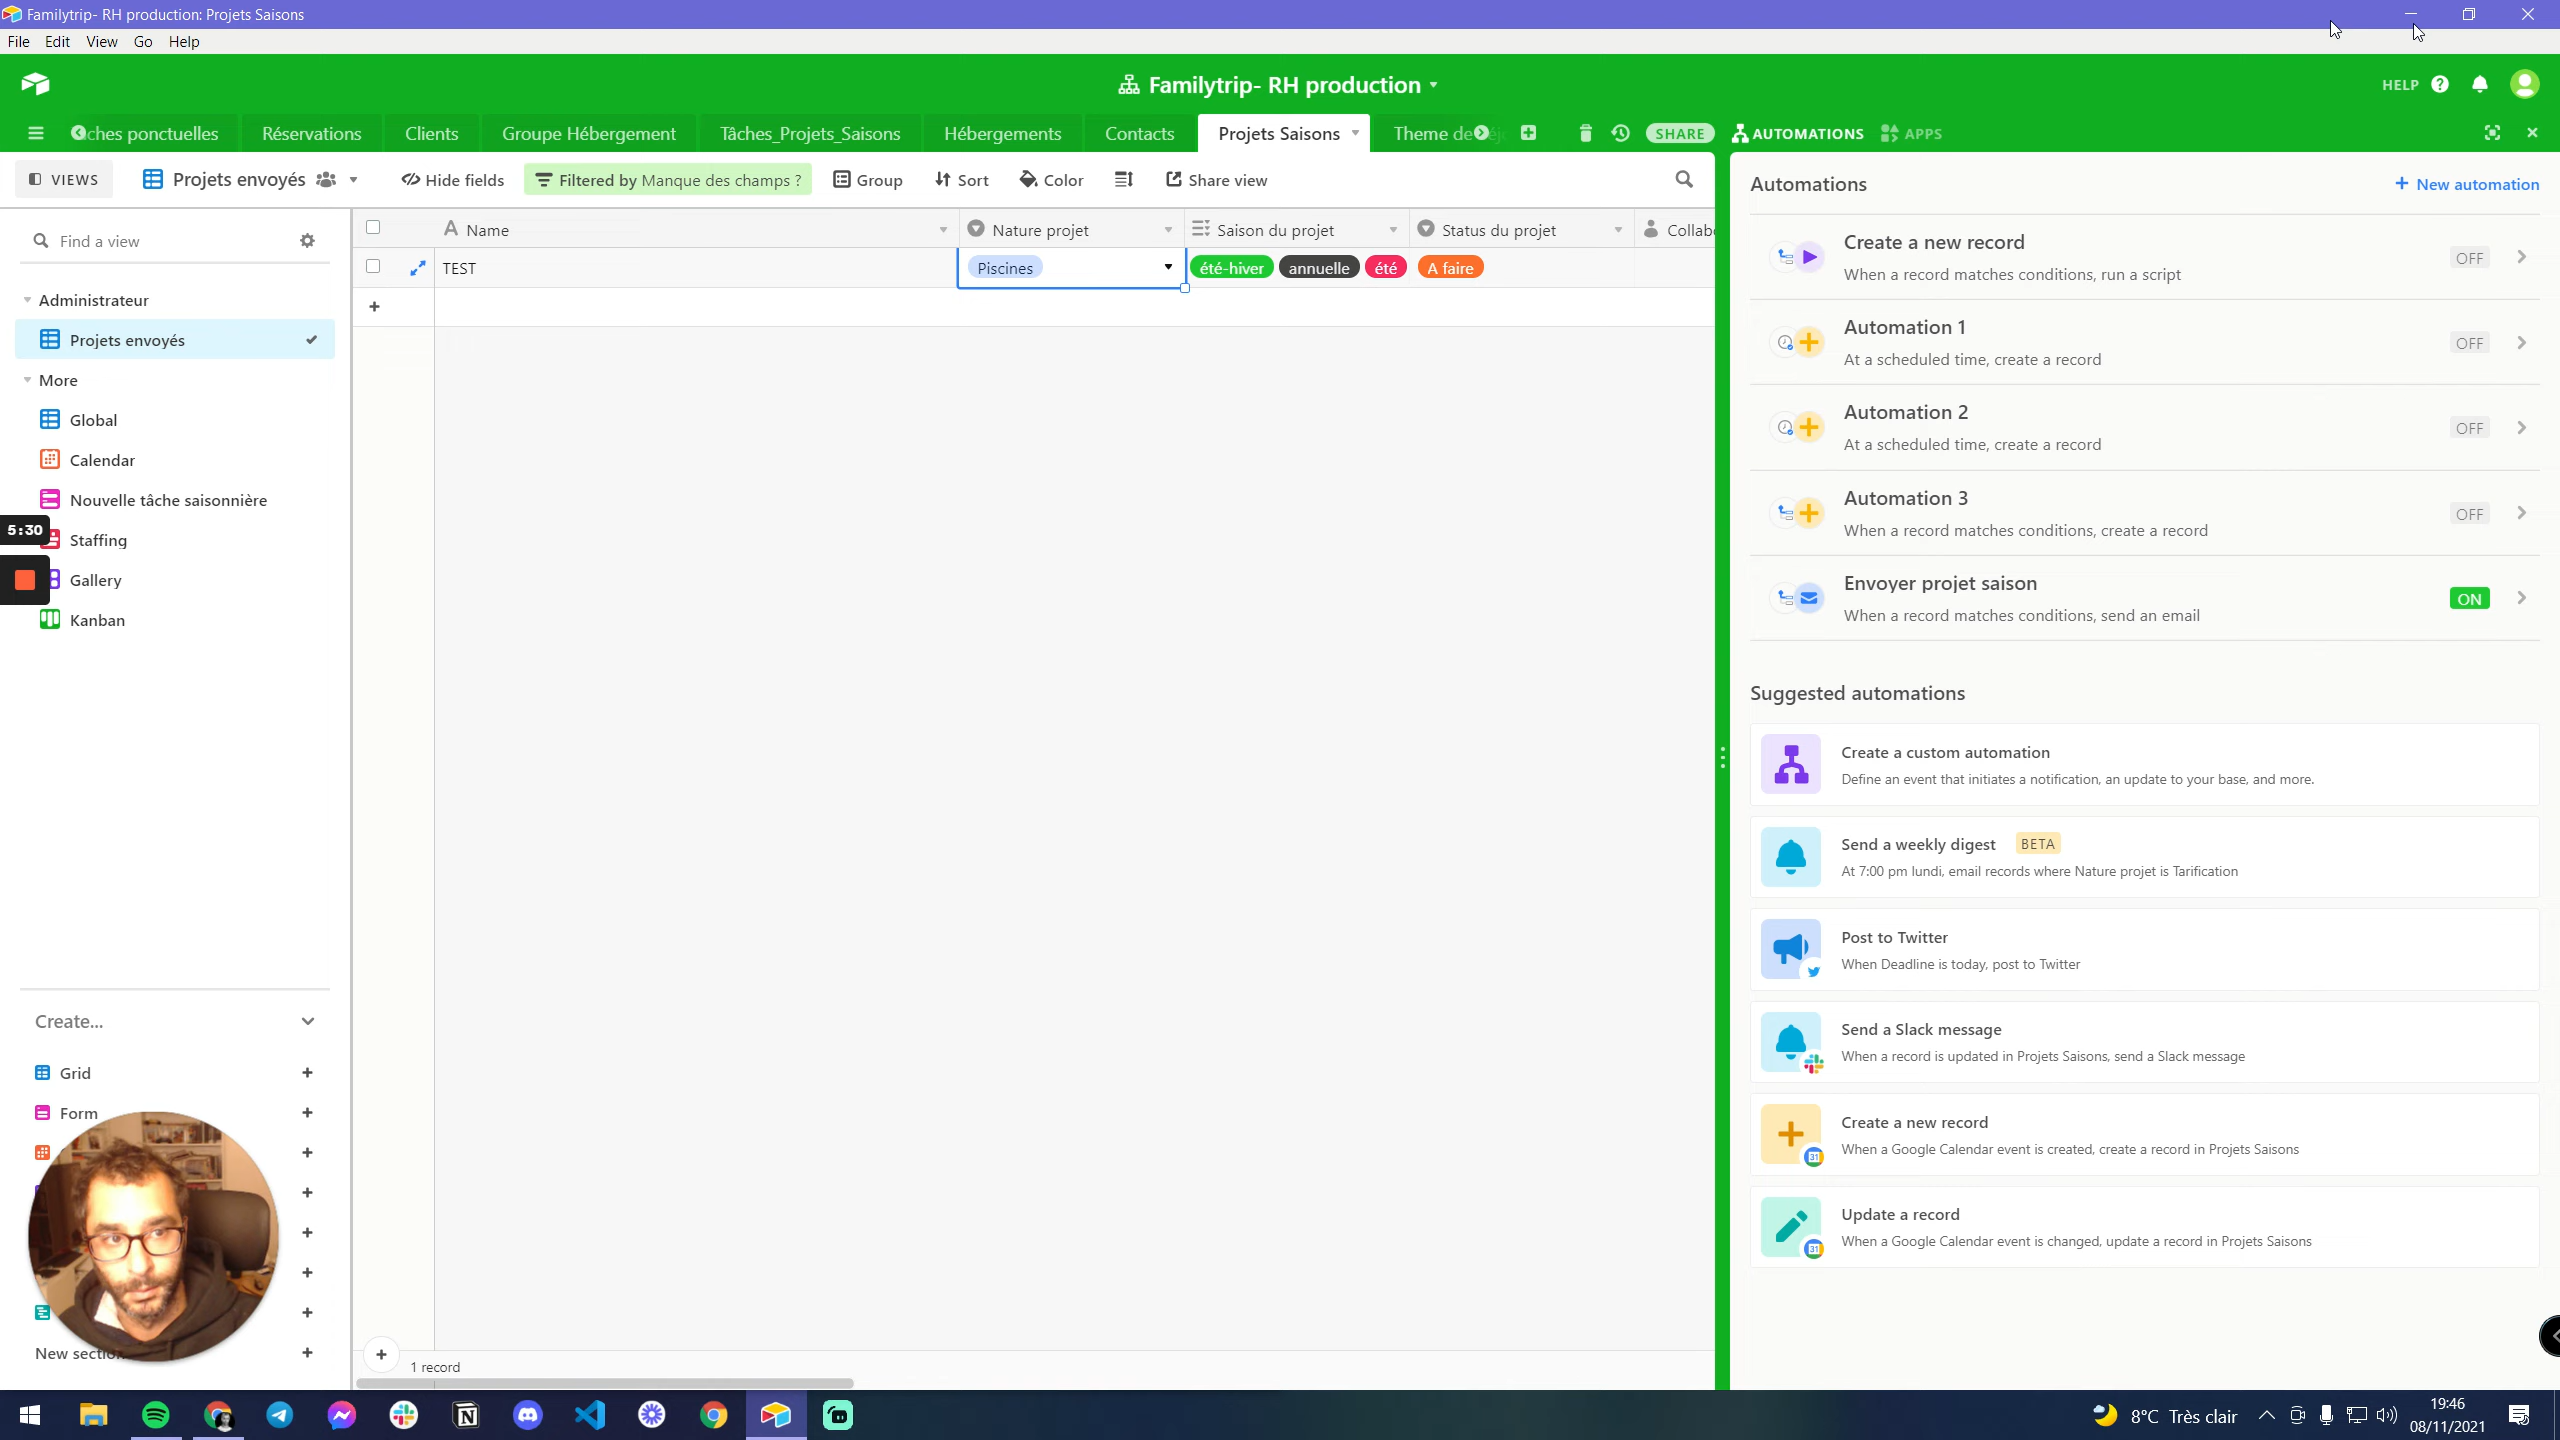 Familytrip- RH production: Projets Saisons
File Edit View Go Help
Familytrip- RH production
HELP
ches ponctuelles Réservations Clients Groupe Hébergement Tâches_Projets_Saisons Hébergements Contacts Projets Saisons Theme de SHARE AUTOMATIONS APPS
VIEWS Projets envoyés Hide fields Filtered by Manque des champs ? Group Sort Color Share view
Automations
+ New automation
Find a view
Name Nature projet Saison du projet Status du projet Collab
TEST Piscines été-hiver annuelle été A faire
Administrateur
Projets envoyés
More
Global
Calendar
Nouvelle tâche saisonnière
5:30
Staffing
Gallery
Kanban
Create a new record
When a record matches conditions, run a script
OFF
Automation 1
At a scheduled time, create a record
OFF
Automation 2
At a scheduled time, create a record
OFF
Automation 3
When a record matches conditions, create a record
OFF
Envoyer projet saison
When a record matches conditions, send an email
ON
Suggested automations
Create a custom automation
Define an event that initiates a notification, an update to your base, and more.
Send a weekly digest BETA
At 7:00 pm lundi, email records where Nature projet is Tarification
Post to Twitter
When Deadline is today, post to Twitter
Send a Slack message
When a record is updated in Projets Saisons, send a Slack message
Create a new record
When a Google Calendar event is created, create a record in Projets Saisons
Update a record
When a Google Calendar event is changed, update a record in Projets Saisons
Create...
Grid
Form
New section
1 record
8°C Très clair
19:46
08/11/2021